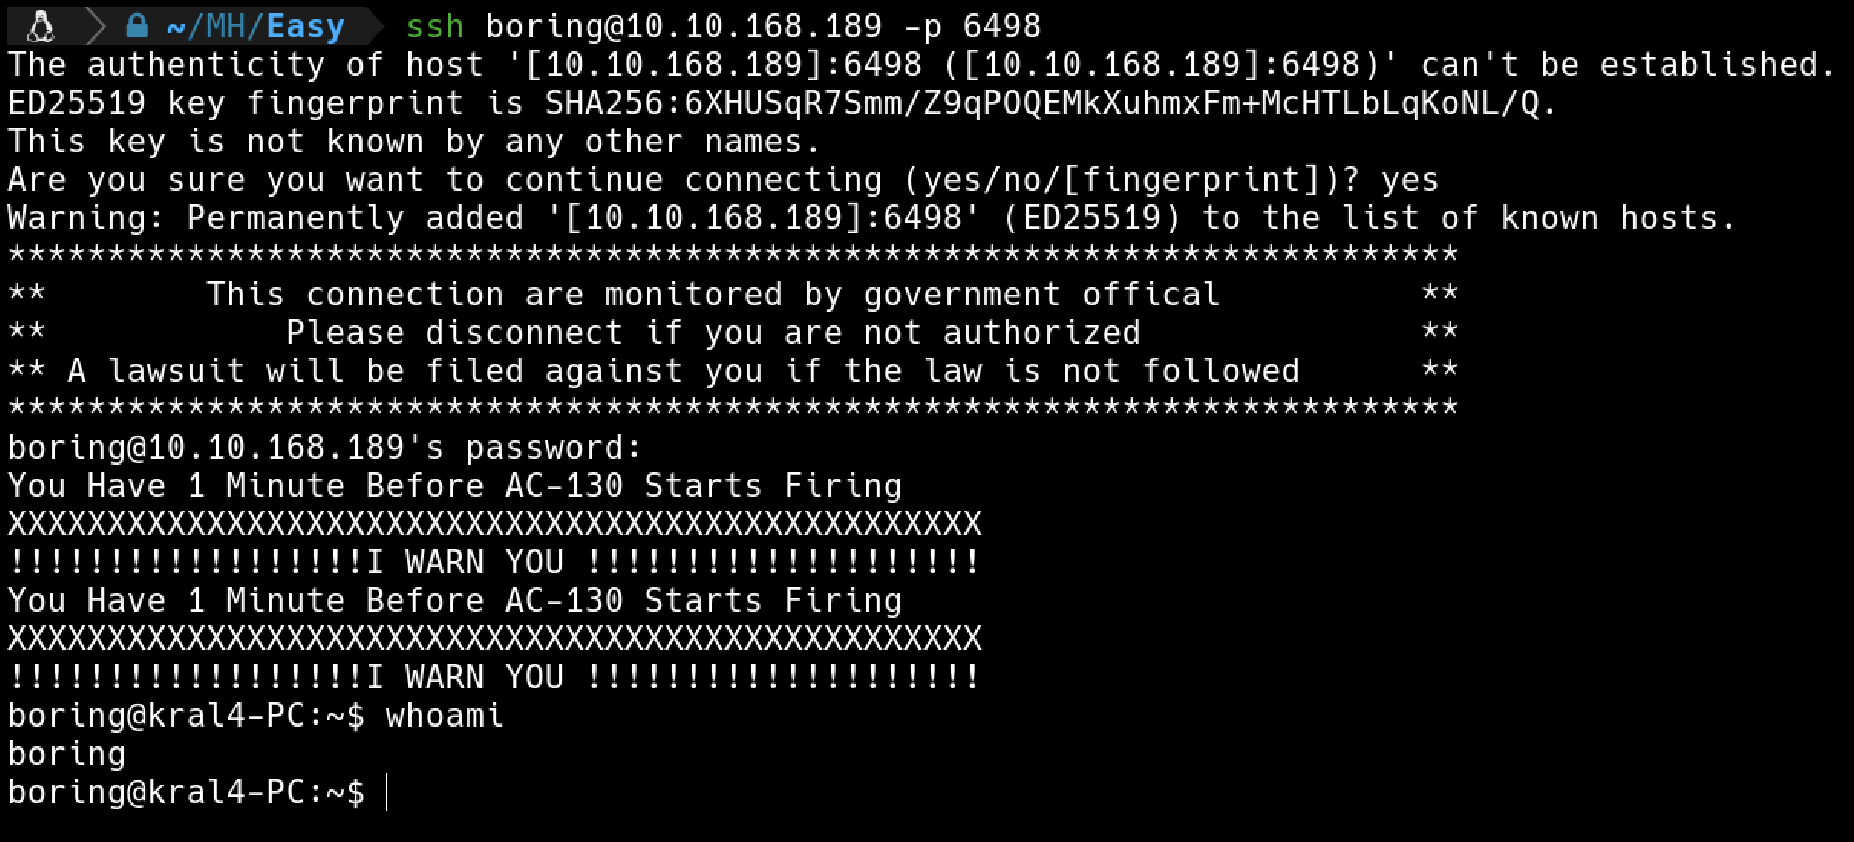 ~/MH/Easy ssh boring@10.10.168.189 -p 6498
The authenticity of host '[10.10.168.189]:6498 ([10.10.168.189]:6498)' can't be established.
ED25519 key fingerprint is SHA256:6XHUSqR7Smm/Z9qPOQEMkXuhmxFm+McHTLbLqKoNL/Q.
This key is not known by any other names.
Are you sure you want to continue connecting (yes/no/[fingerprint])? yes
Warning: Permanently added '[10.10.168.189]:6498' (ED25519) to the list of known hosts.
*************************************************************************
**        This connection are monitored by government offical          **
**            Please disconnect if you are not authorized              **
** A lawsuit will be filed against you if the law is not followed      **
*************************************************************************
boring@10.10.168.189's password:
You Have 1 Minute Before AC-130 Starts Firing
XXXXXXXXXXXXXXXXXXXXXXXXXXXXXXXXXXXXXXXXXXXXXXXXX
!!!!!!!!!!!!!!!!!!I WARN YOU !!!!!!!!!!!!!!!!!!!!
You Have 1 Minute Before AC-130 Starts Firing
XXXXXXXXXXXXXXXXXXXXXXXXXXXXXXXXXXXXXXXXXXXXXXXXX
!!!!!!!!!!!!!!!!!!I WARN YOU !!!!!!!!!!!!!!!!!!!!
boring@kral4-PC:~$ whoami
boring
boring@kral4-PC:~$